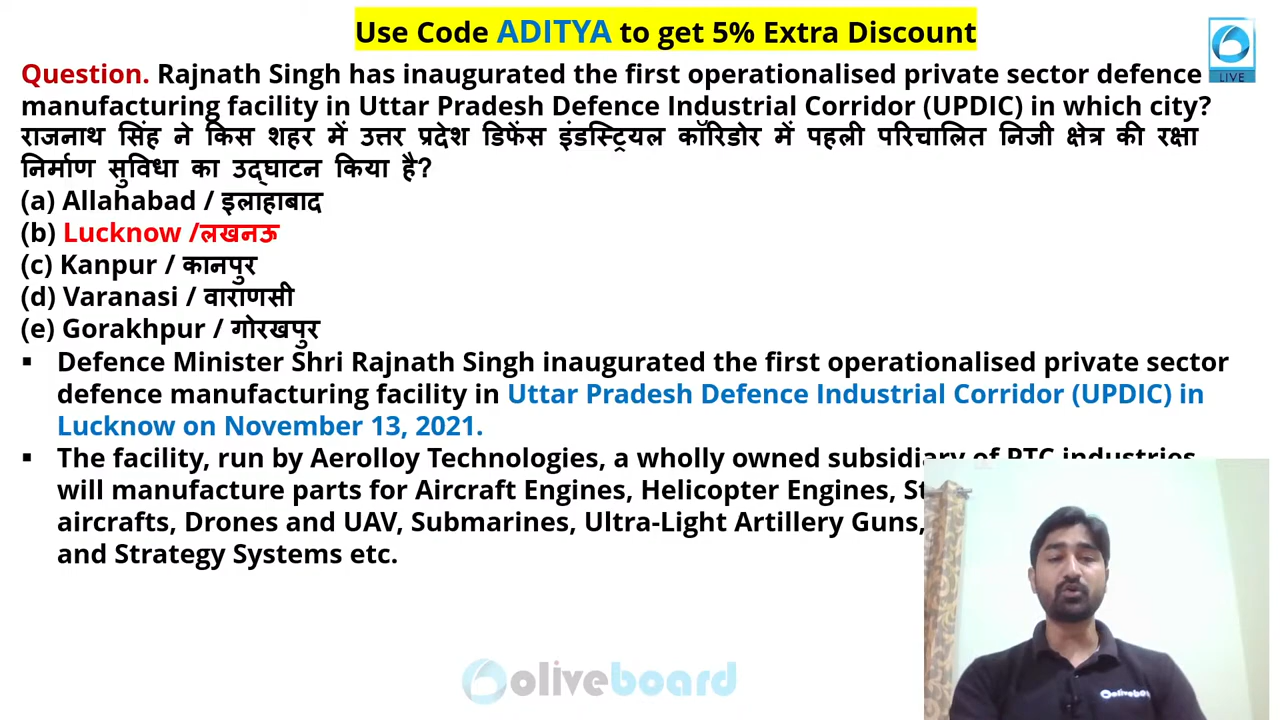 Use Code ADITYA to get 5% Extra Discount
LIVE
Question. Rajnath Singh has inaugurated the first operationalised private sector defence
manufacturing facility in Uttar Pradesh Defence Industrial Corridor (UPDIC) in which city?
राजनाथ सिंह ने किस शहर में उत्तर प्रदेश डिफेंस इंडस्ट्रियल कॉरिडोर में पहली परिचालित निजी क्षेत्र की रक्षा
निर्माण सुविधा का उद्घाटन किया है?
(a) Allahabad / इलाहाबाद
(b) Lucknow /लखनऊ
(c) Kanpur / कानपुर
(d) Varanasi / वाराणसी
(e) Gorakhpur / गोरखपुर
▪ Defence Minister Shri Rajnath Singh inaugurated the first operationalised private sector
defence manufacturing facility in Uttar Pradesh Defence Industrial Corridor (UPDIC) in
Lucknow on November 13, 2021.
▪ The facility, run by Aerolloy Technologies, a wholly owned subsidiary of PTC industries
will manufacture parts for Aircraft Engines, Helicopter Engines,
aircrafts, Drones and UAV, Submarines, Ultra-Light Artillery Guns,
and Strategy Systems etc.
oliveboard
oliveboard